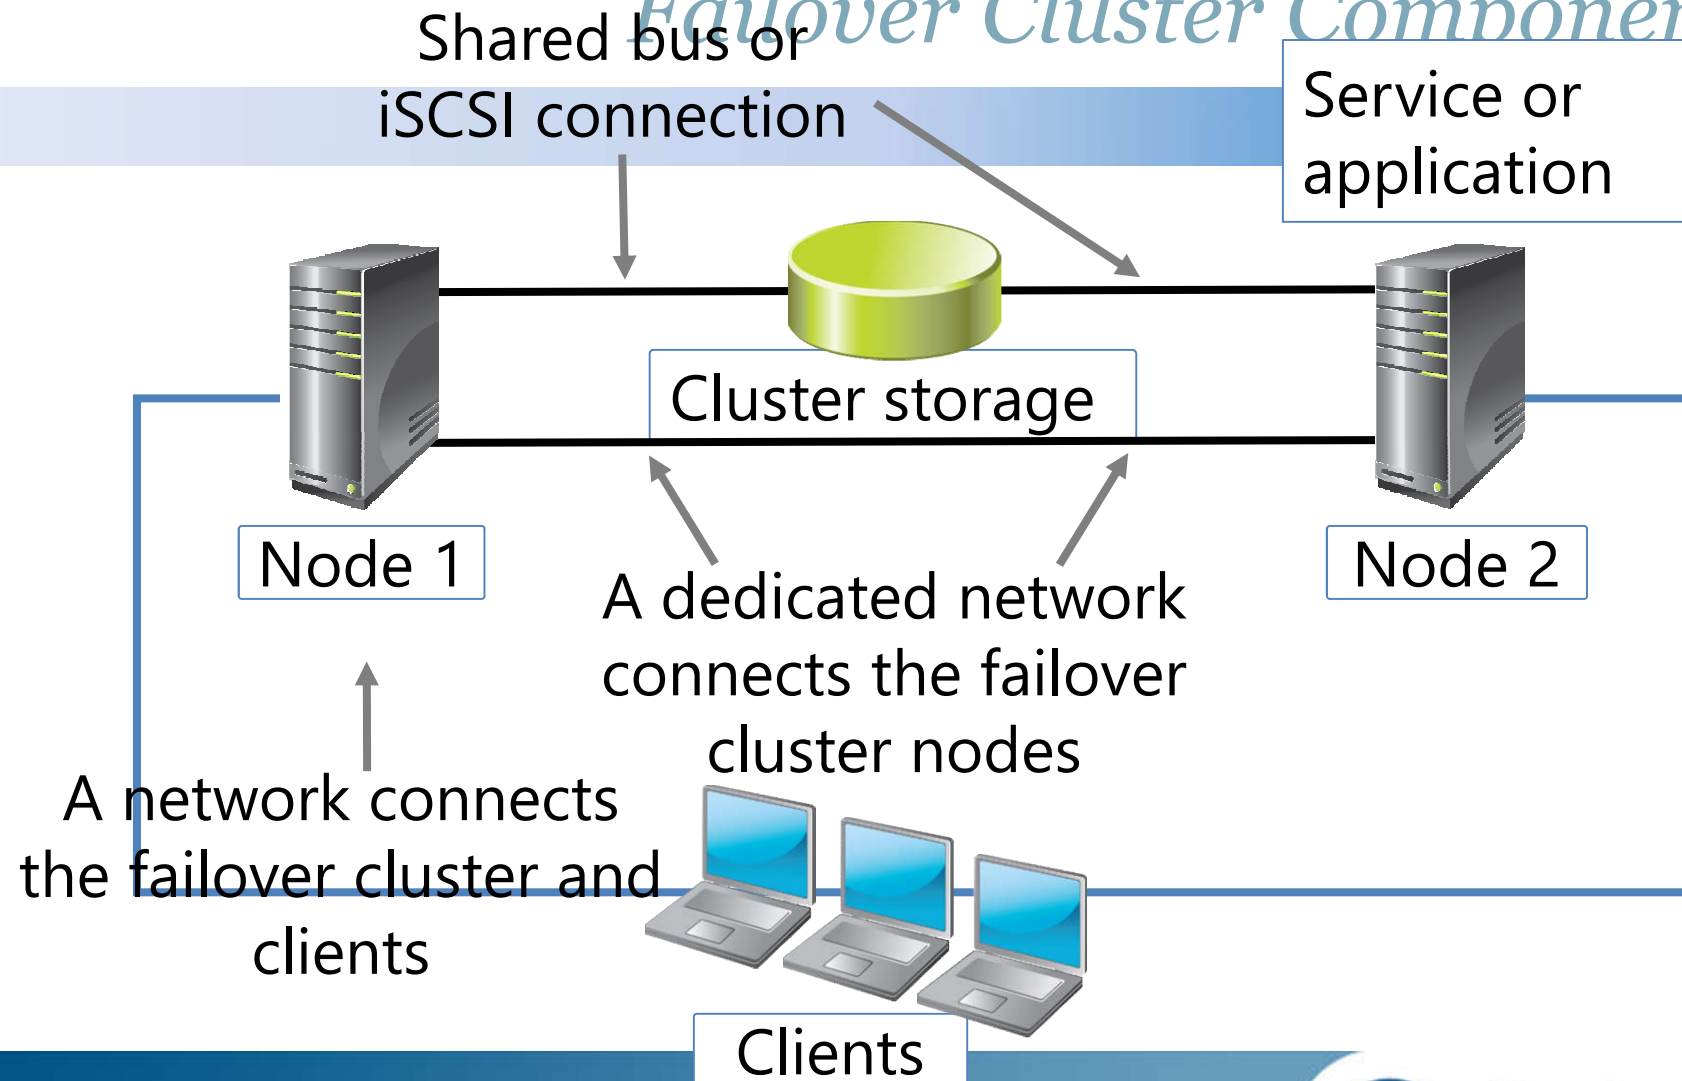 Failover Cluster
Shared bus or
iSCSI connection
Service or
application
Cluster storage
Node 1
Node 2
A dedicated network
connects the failover
cluster nodes
A network connects
the failover cluster and
clients
Clients